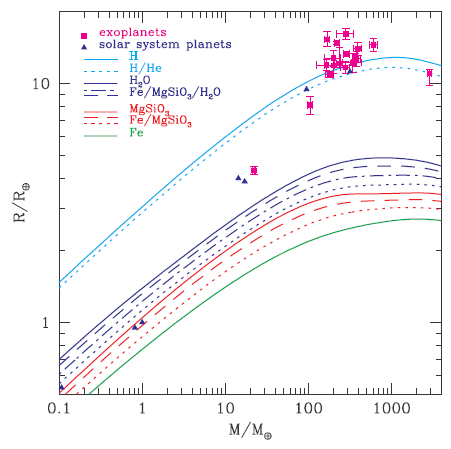 exoplanets
solar system planets
H
H/He
H₂O
Fe/MgSiO₃/H₂O
MgSiO₃
Fe/MgSiO₃
Fe
10
1
R/R⊕
0.1 1 10 100 1000
M/M⊕